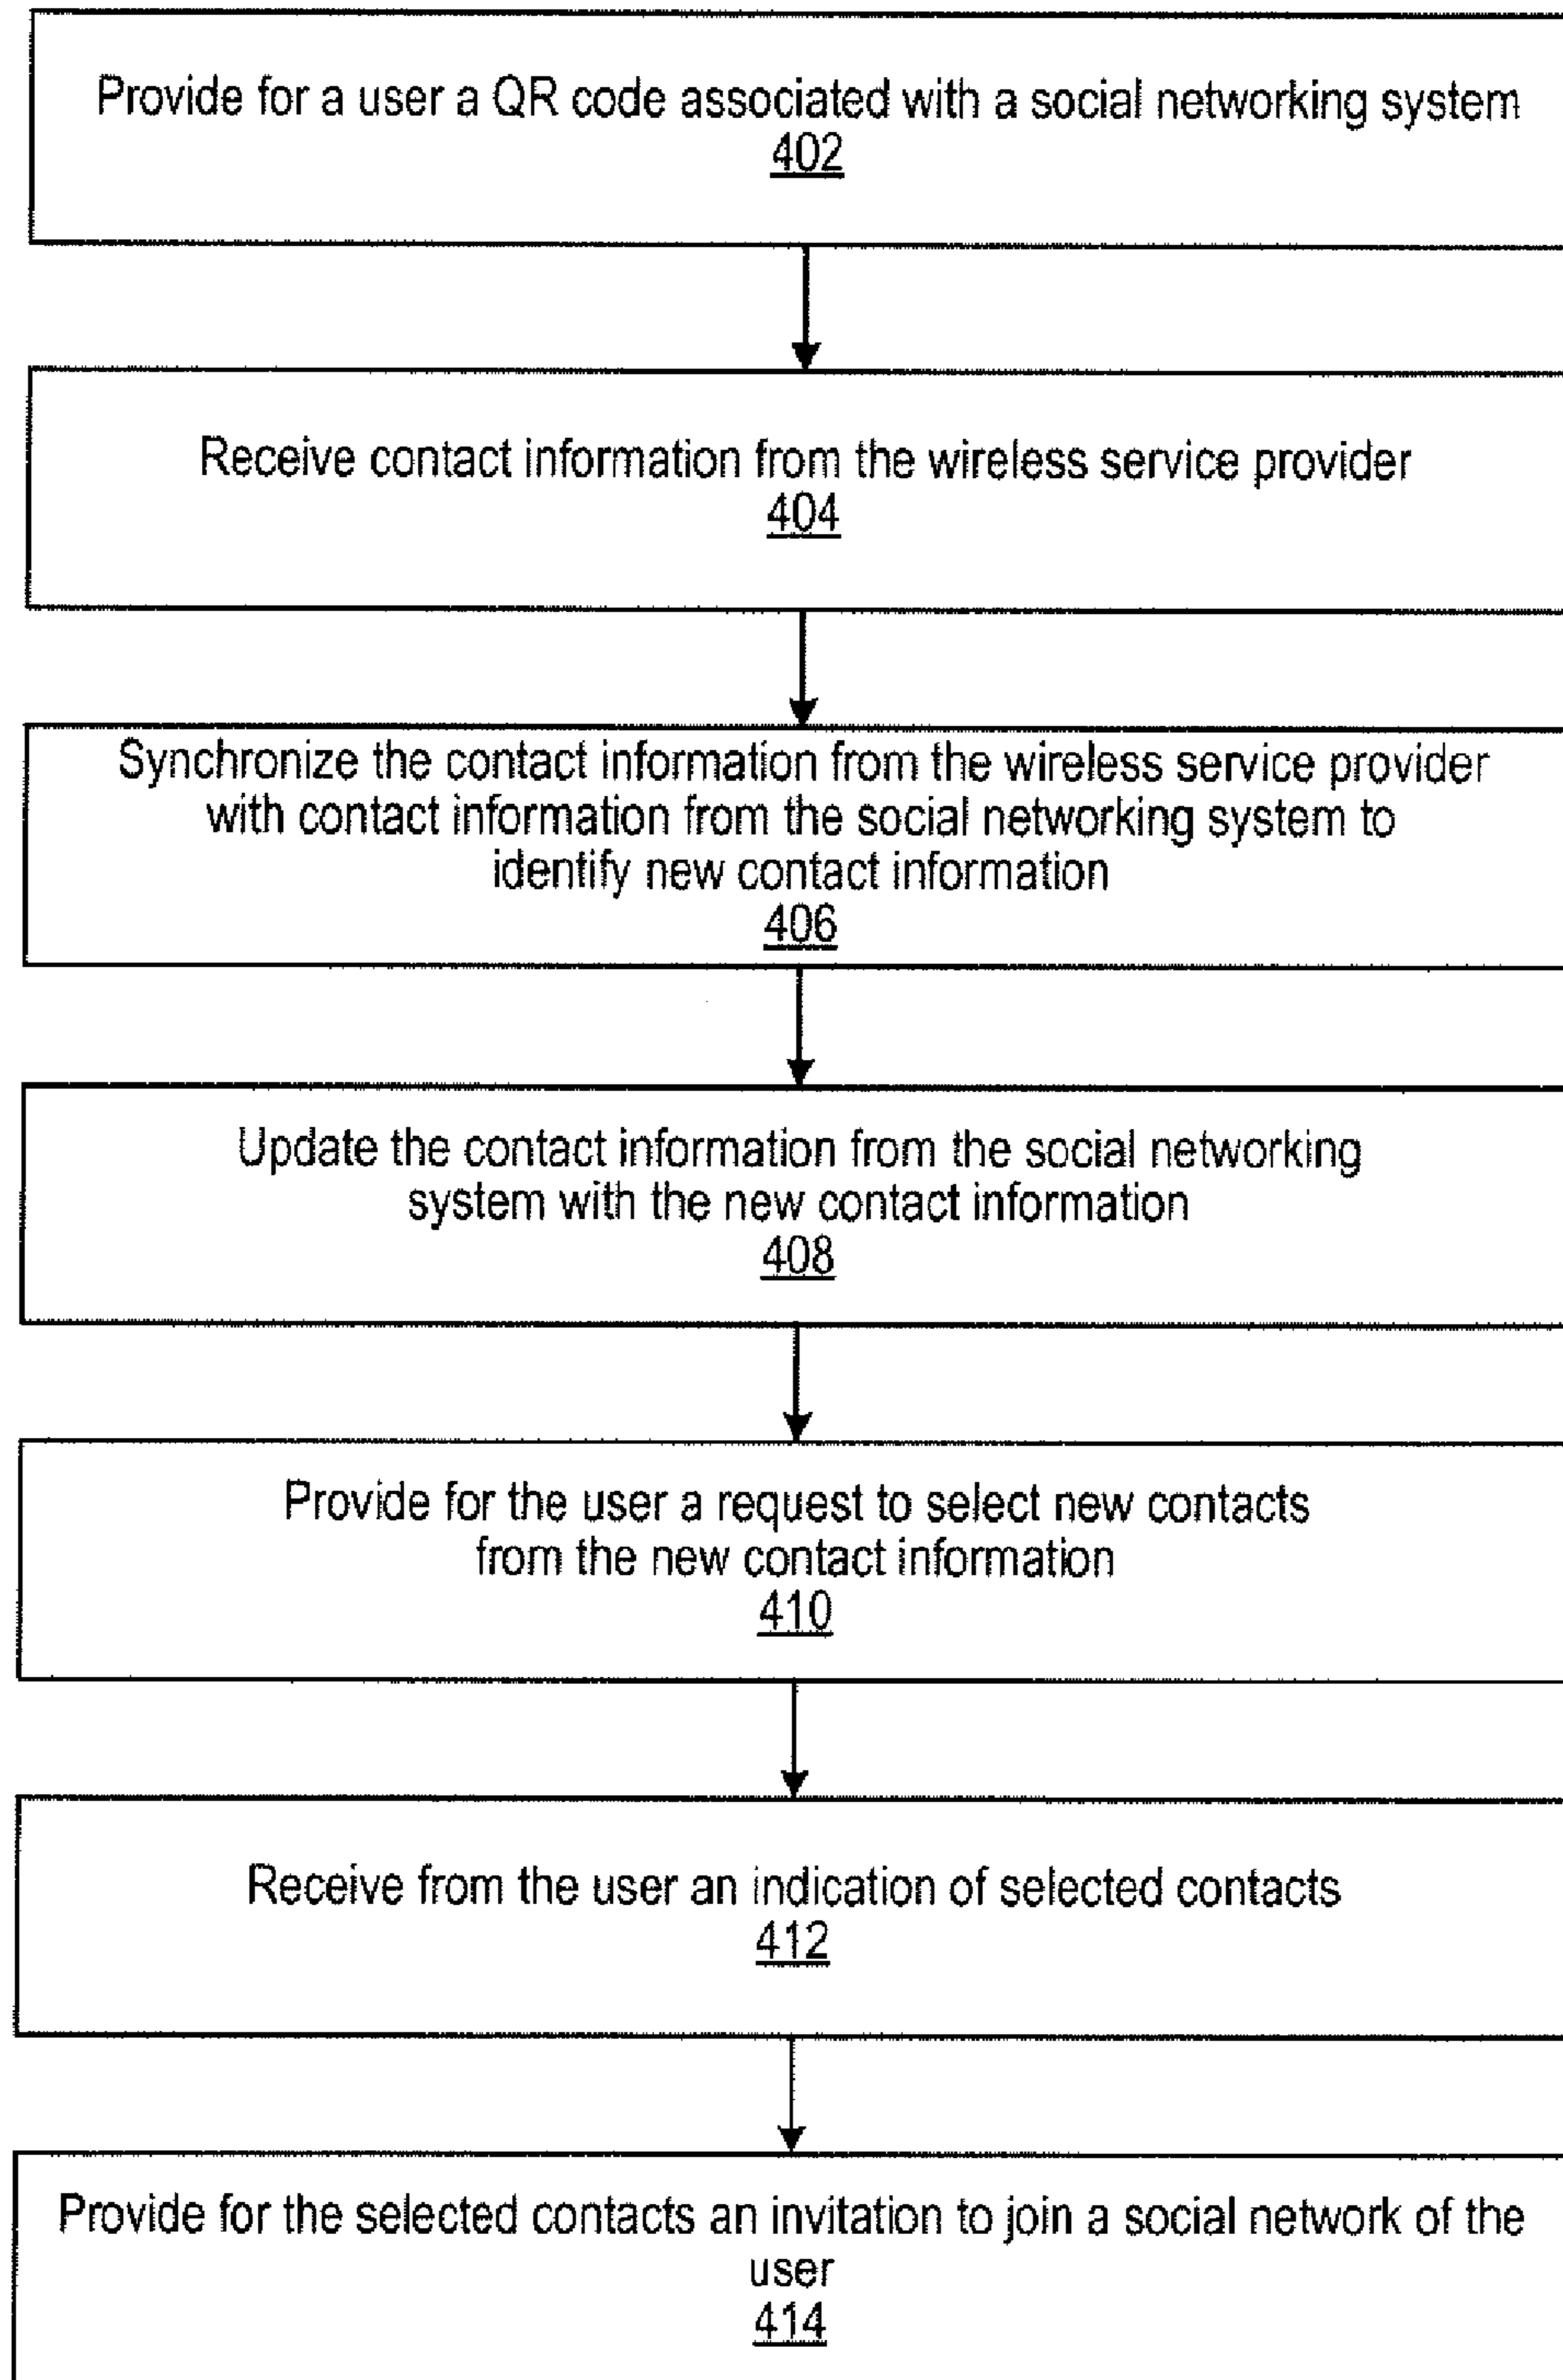 Provide for a user a QR code associated with a social networking system
402
Receive contact information from the wireless service provider
404
Synchronize the contact information from the wireless service provider
with contact information from the social networking system to
identify new contact information
406
Update the contact information from the social networking
system with the new contact information
408
Provide for the user a request to select new contacts
from the new contact information
410
Receive from the user an indication of selected contacts
412
Provide for the selected contacts an invitation to join a social network of the
user
414